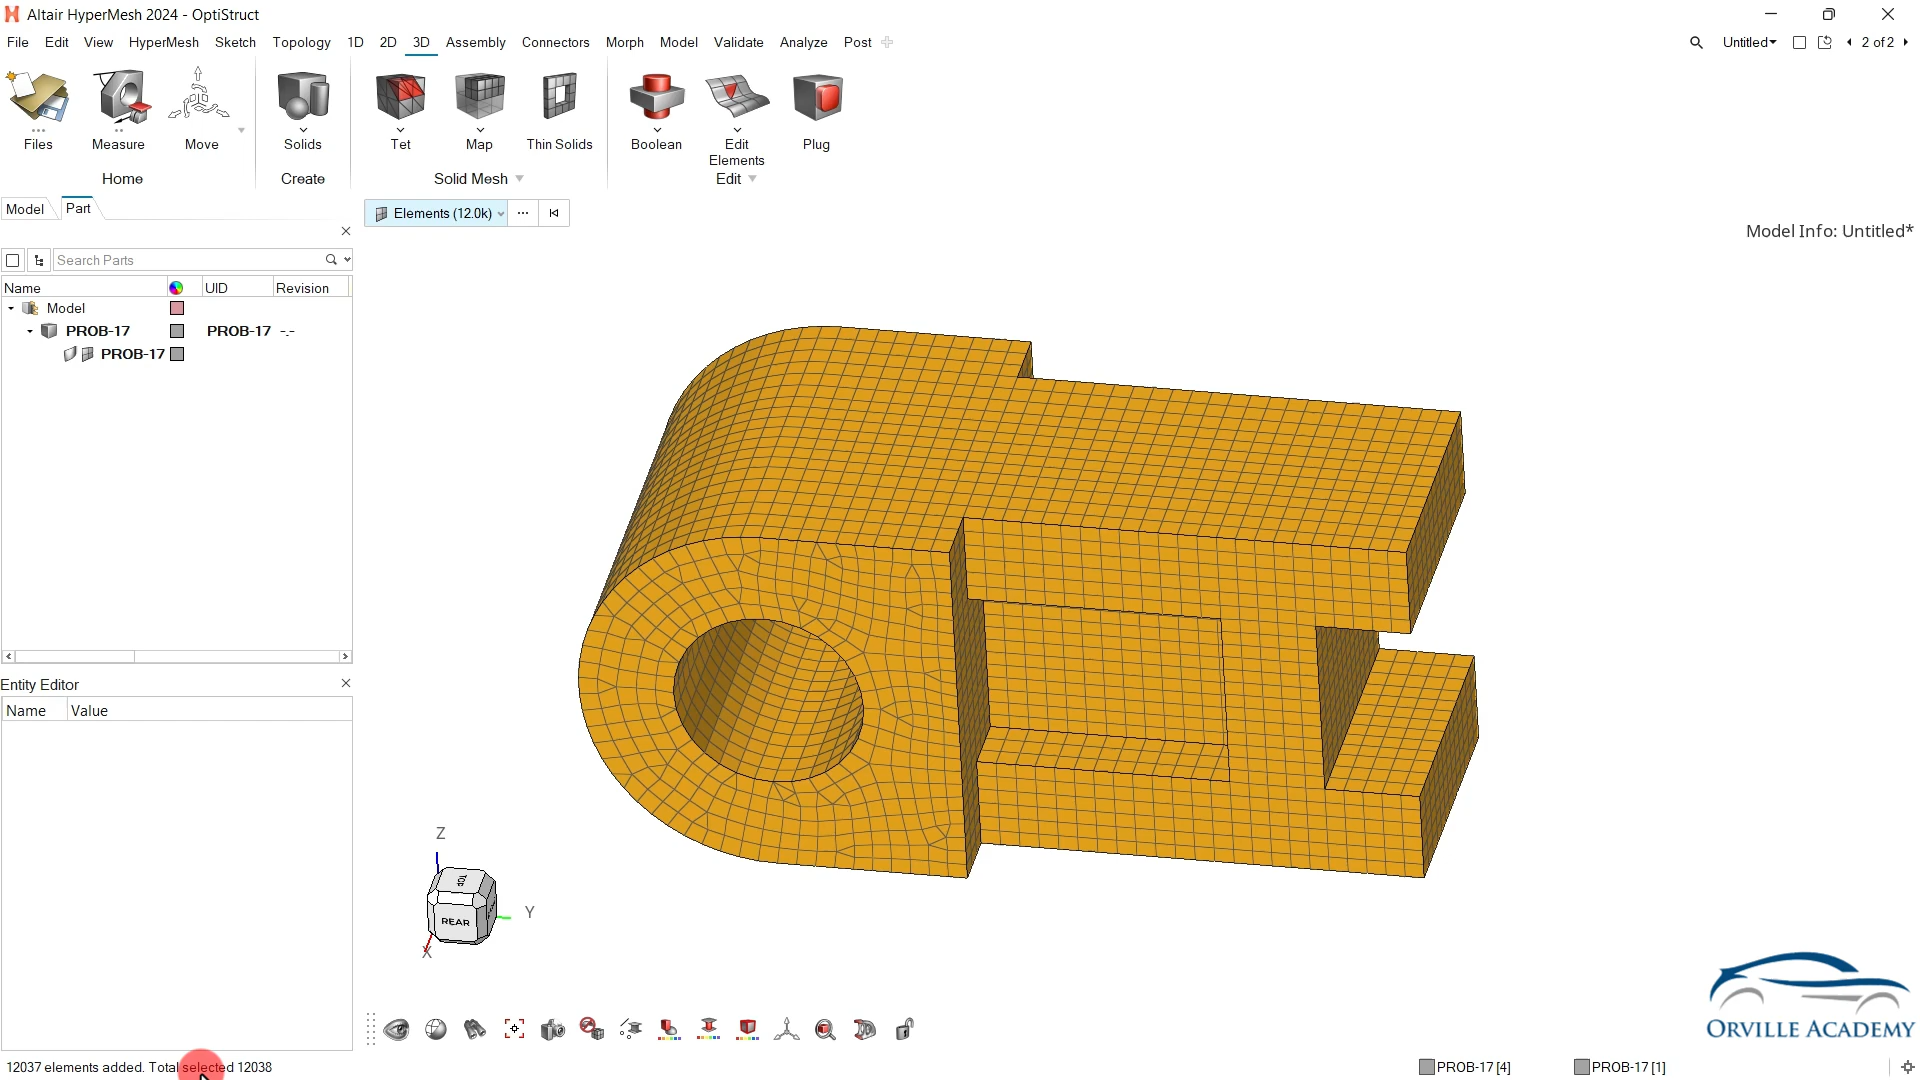 Altair HyperMesh 2024 - OptiStruct
File Edit View HyperMesh Sketch Topology 1D 2D 3D Assembly Connectors Morph Model Validate Analyze Post
Untitled 2 of 2
Files Measure Move Solids Tet Map Thin Solids Boolean Edit Elements Plug
Home Create Solid Mesh Edit
Model Part
Elements (12.0k)
Model Info: Untitled*
Search Parts
Name UID Revision
Model
PROB-17 PROB-17 -.-
PROB-17
Entity Editor
Name Value
Z
TOP
REAR
Y
X
ORVILLE ACADEMY
12037 elements added. Total selected 12038
PROB-17 [4] PROB-17 [1]